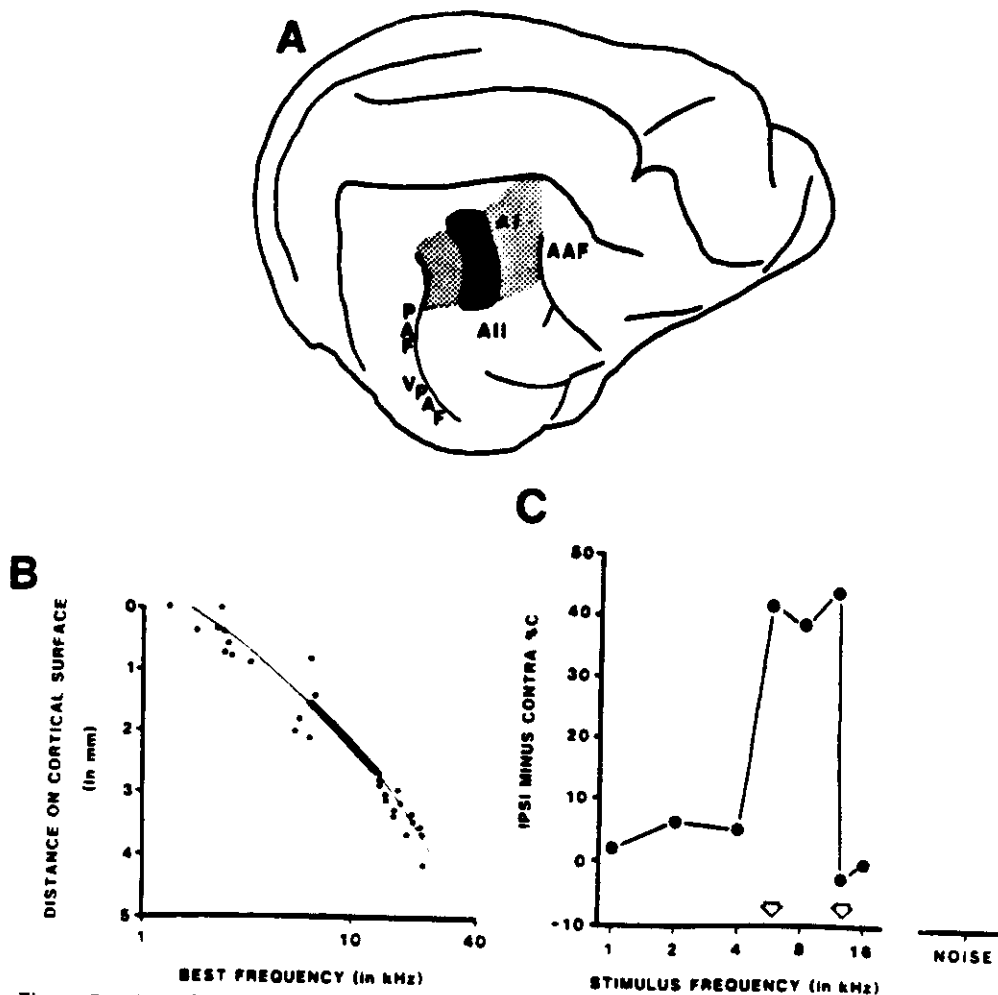 A
AI
AAF
PAF
AII
VPAF
B
DISTANCE ON CORTICAL SURFACE
(in mm)
0
1
2
3
4
5
1
10
40
BEST FREQUENCY (in kHz)
C
IPSI MINUS CONTRA %C
50
40
30
20
10
0
-10
1
2
4
8
16
NOISE
STIMULUS FREQUENCY (in kHz)